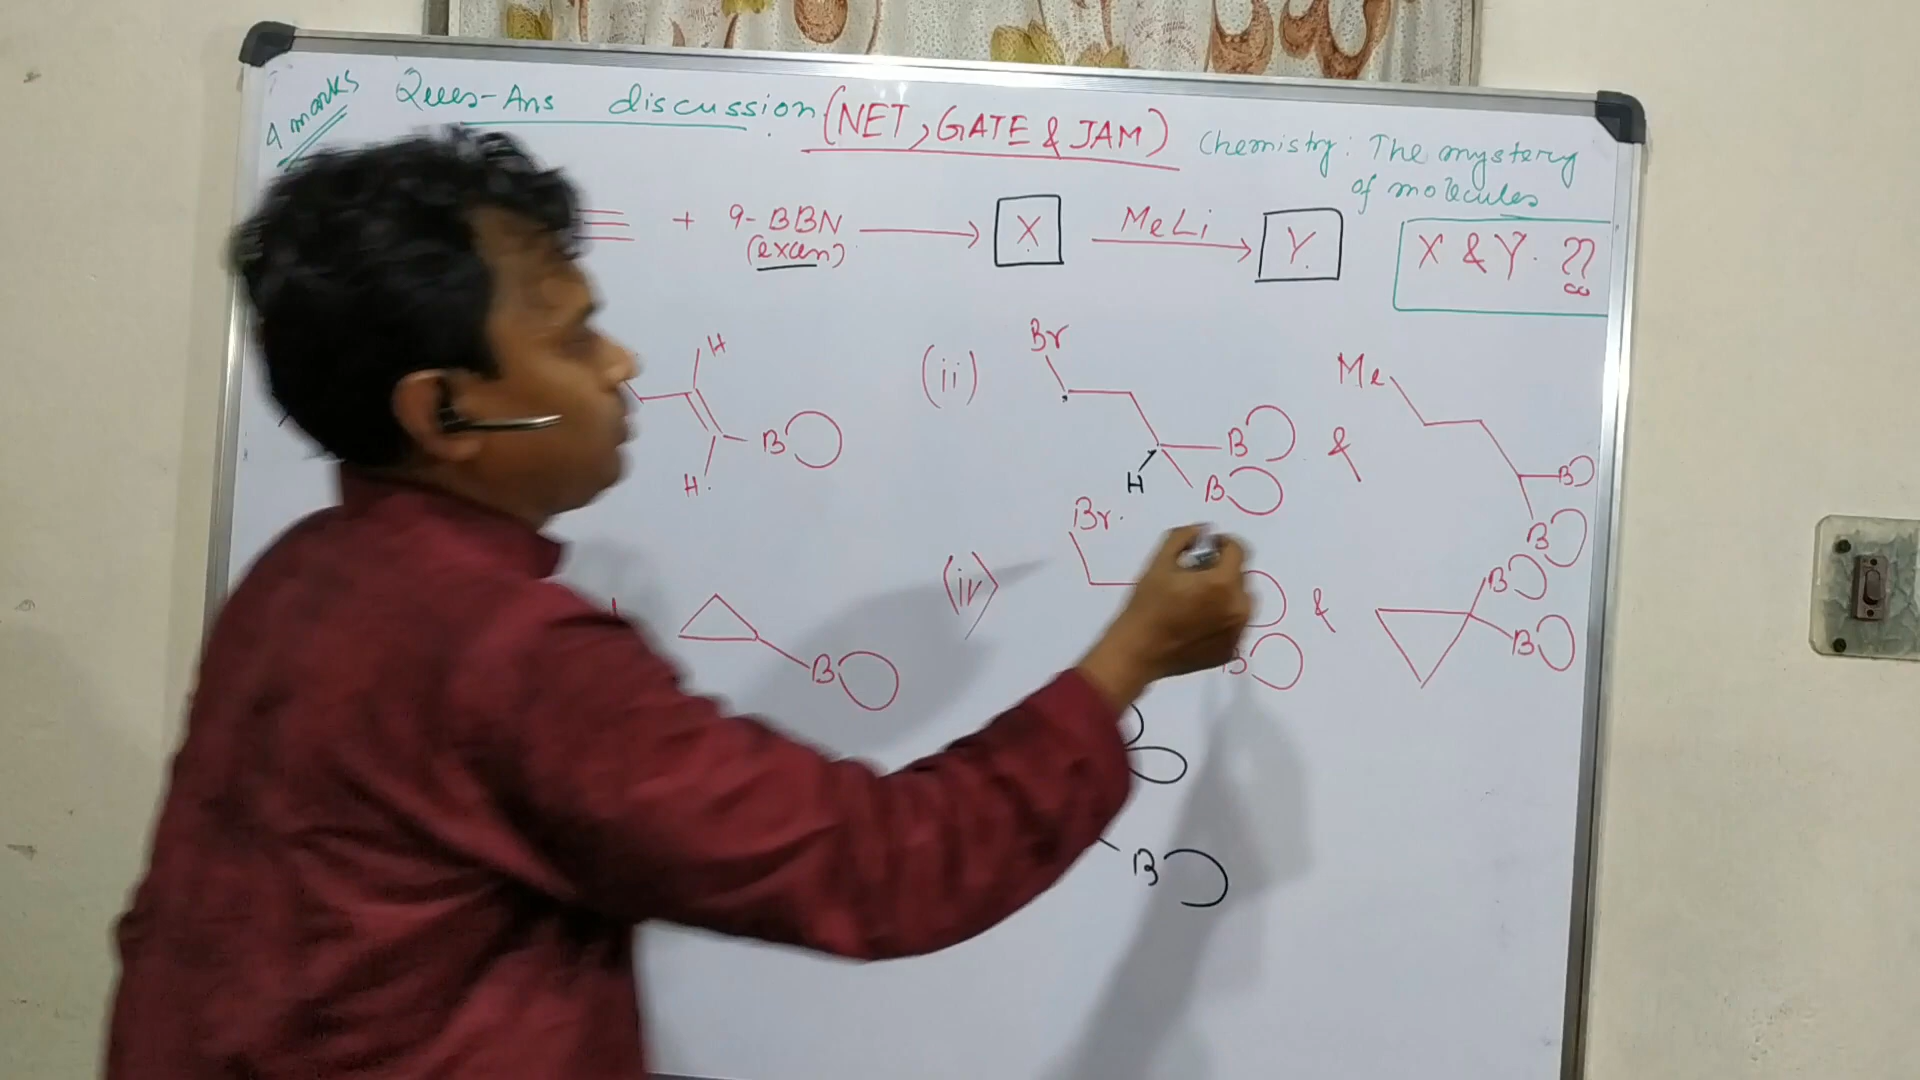 4 marks
Ques-Ans discussion (NET, GATE & JAM)
Chemistry: The mystery
of molecules
+ 9-BBN X MeLi Y
(excen)
X & Y. ??
H
B
H
(ii)
Br
B
H
B
&
Me
B
B
B
(iv)
Br
B
&
B
B
B